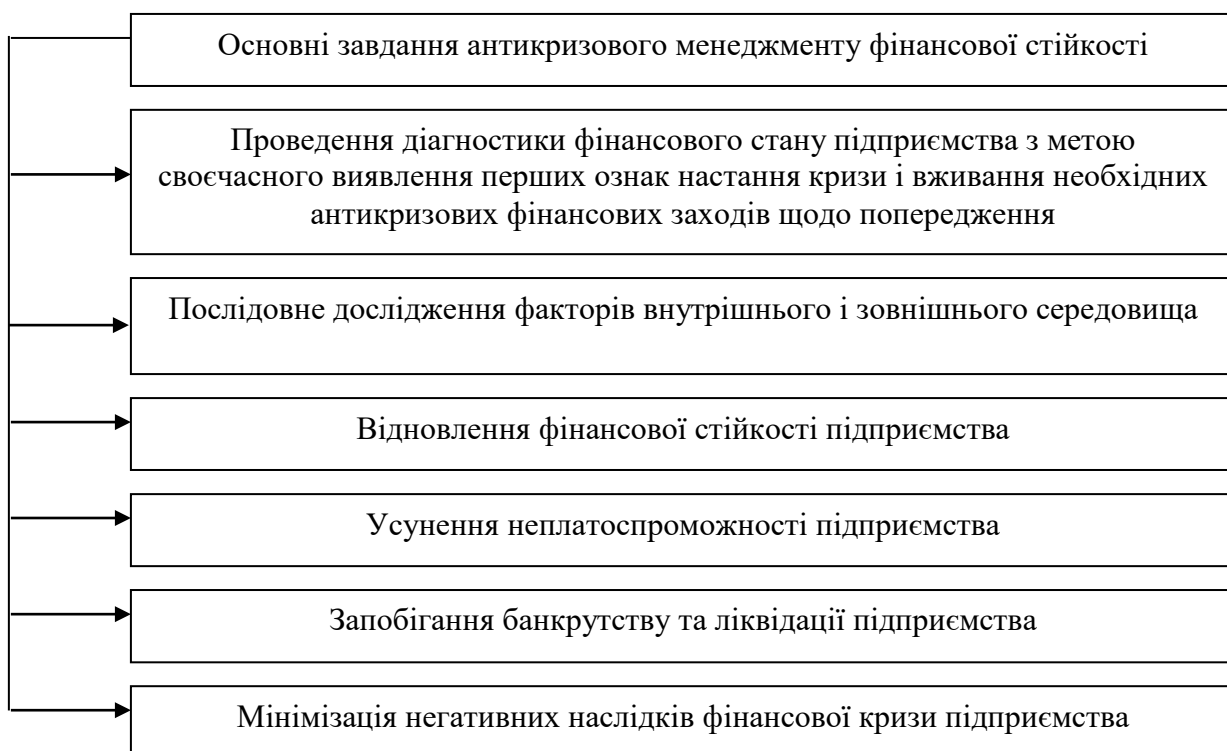 Основні завдання антикризового менеджменту фінансової стійкості
Проведення діагностики фінансового стану підприємства з метою
своєчасного виявлення перших ознак настання кризи і вживання необхідних
антикризових фінансових заходів щодо попередження
Послідовне дослідження факторів внутрішнього і зовнішнього середовища
Відновлення фінансової стійкості підприємства
Усунення неплатоспроможності підприємства
Запобігання банкрутству та ліквідації підприємства
Мінімізація негативних наслідків фінансової кризи підприємства